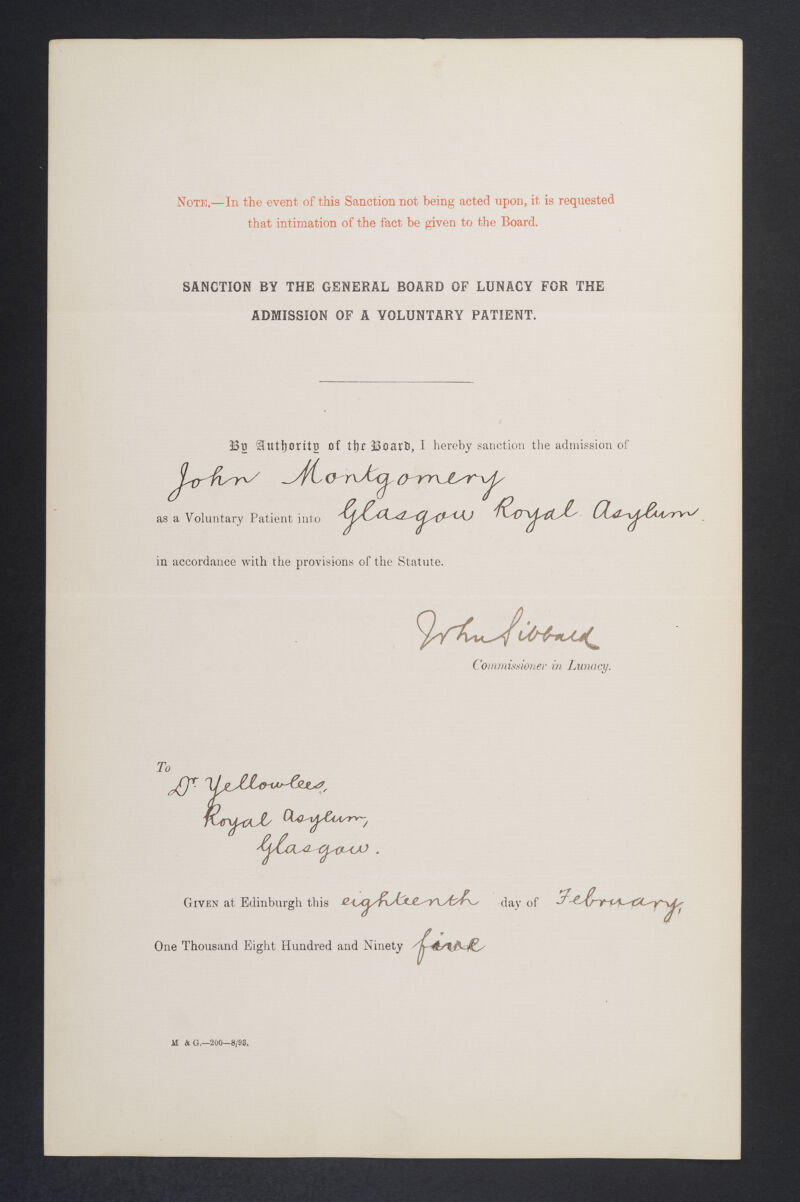 NOTE.—In the event of this Sanction not being acted upon, it is requested
that intimation of the fact be given to the Board.
SANCTION BY THE GENERAL BOARD OF LUNACY FOR THE
ADMISSION OF A VOLUNTARY PATIENT.
By Authority of the Board, I hereby sanction the admission of
John Montgomery
as a Voluntary Patient into Glasgow Royal Asylum.
in accordance with the provisions of the Statute.
John Sibbald
Commissioner in Lunacy.
To
Dr Yellowlees,
Royal Asylum,
Glasgow.
GIVEN at Edinburgh this eighteenth day of February,
One Thousand Eight Hundred and Ninety five
M & G.—200—8/93.